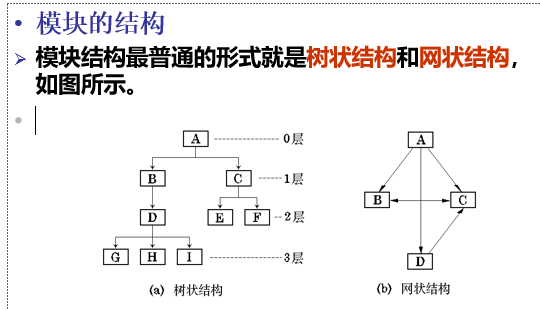 模块的结构
模块结构最普通的形式就是树状结构和网状结构，
如图所示。
A 0层
B C 1层
D E F 2层
G H I 3层
(a) 树状结构
A
B C
D
(b) 网状结构